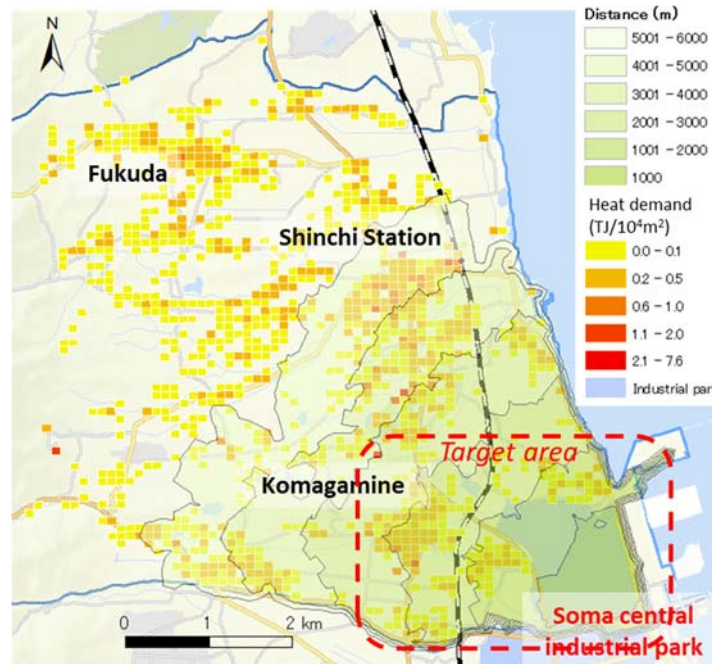 N
Distance (m)
5001 – 6000
4001 – 5000
3001 – 4000
2001 – 3000
1001 – 2000
1000
Heat demand
(TJ/10⁴m²)
0.0 – 0.1
0.2 – 0.5
0.6 – 1.0
1.1 – 2.0
2.1 – 7.6
Industrial par
Fukuda
Shinchi Station
Target area
Komagamine
0 1 2 km
Soma central
industrial park